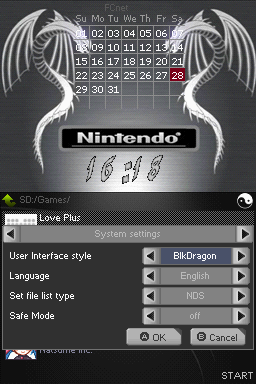 FCnet
Su Mo Tu We Th Fr Sa
01 02 03 04 05 06 07
08 09 10 11 12 13 14
15 16 17 18 19 20 21
22 23 24 25 26 27 28
29 30 31
Nintendo
16:18
SD:/Games/
Love Plus
System settings
User Interface style BlkDragon
Language English
Set file list type NDS
Safe Mode off
A OK B Cancel
Natsume Inc.
START